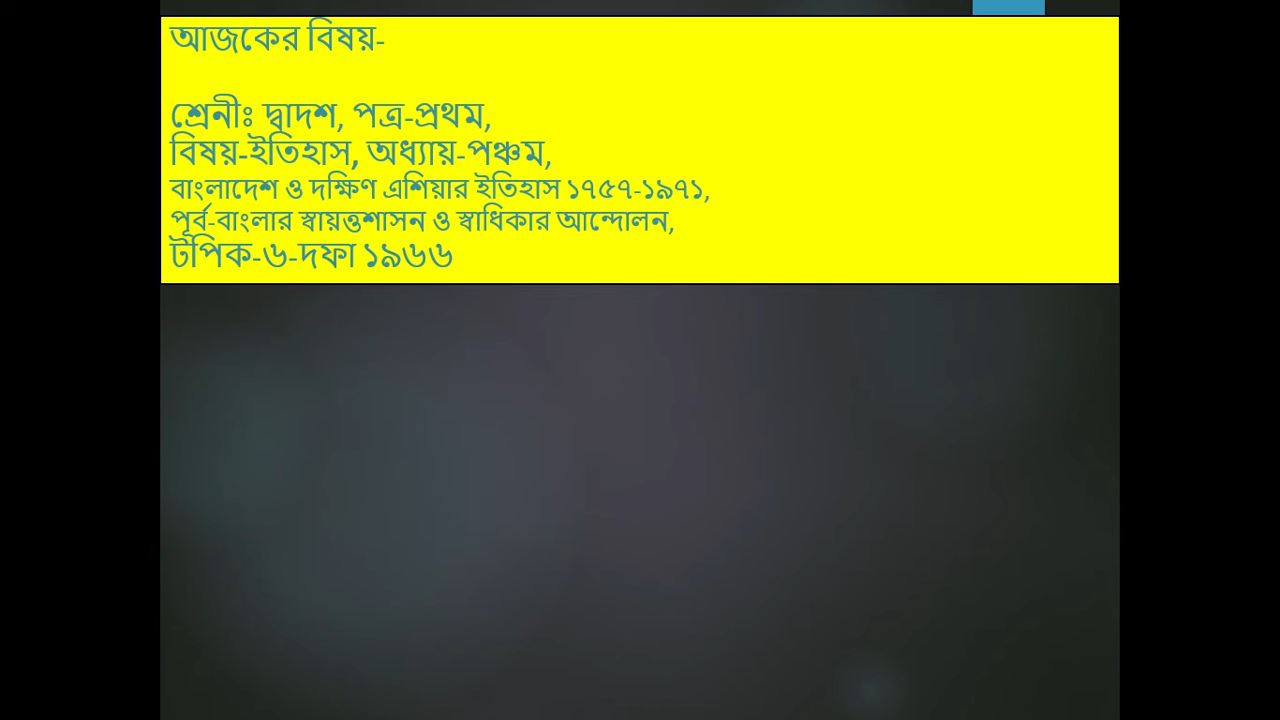 আজকের বিষয়-
শ্রেনীঃ দ্বাদশ, পত্র-প্রথম,
বিষয়-ইতিহাস, অধ্যায়-পঞ্চম,
বাংলাদেশ ও দক্ষিণ এশিয়ার ইতিহাস ১৭৫৭-১৯৭১,
পূর্ব-বাংলার স্বায়ত্তশাসন ও স্বাধিকার আন্দোলন,
টপিক-৬-দফা ১৯৬৬